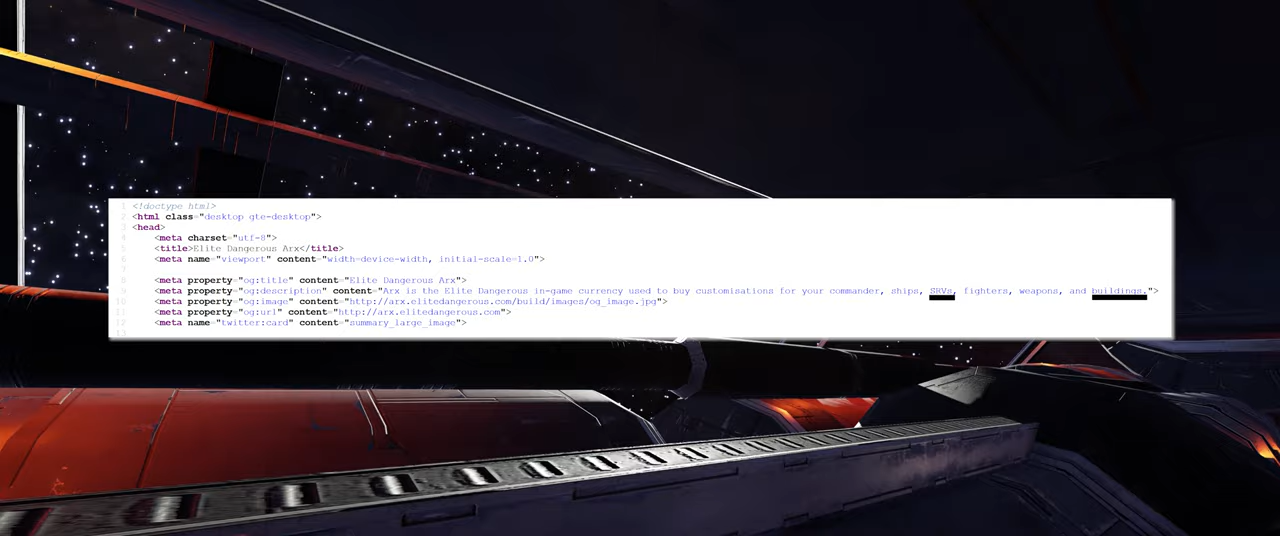 1 <!doctype html>
2 <html class="desktop gte-desktop">
3 <head>
4 <meta charset="utf-8">
5 <title>Elite Dangerous Arx</title>
6 <meta name="viewport" content="width=device-width, initial-scale=1.0">
7
8 <meta property="og:title" content="Elite Dangerous Arx">
9 <meta property="og:description" content="Arx is the Elite Dangerous in-game currency used to buy customisations for your commander, ships, SRVs, fighters, weapons, and buildings.">
10 <meta property="og:image" content="http://arx.elitedangerous.com/build/images/og_image.jpg">
11 <meta property="og:url" content="http://arx.elitedangerous.com">
12 <meta name="twitter:card" content="summary_large_image">
13